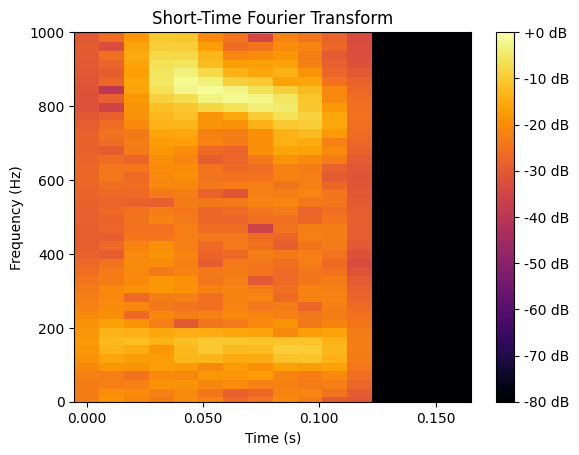 Short-Time Fourier Transform
1000
800
600
400
200
0
Frequency (Hz)
0.000
0.050
0.100
0.150
Time (s)
+0 dB
-10 dB
-20 dB
-30 dB
-40 dB
-50 dB
-60 dB
-70 dB
-80 dB